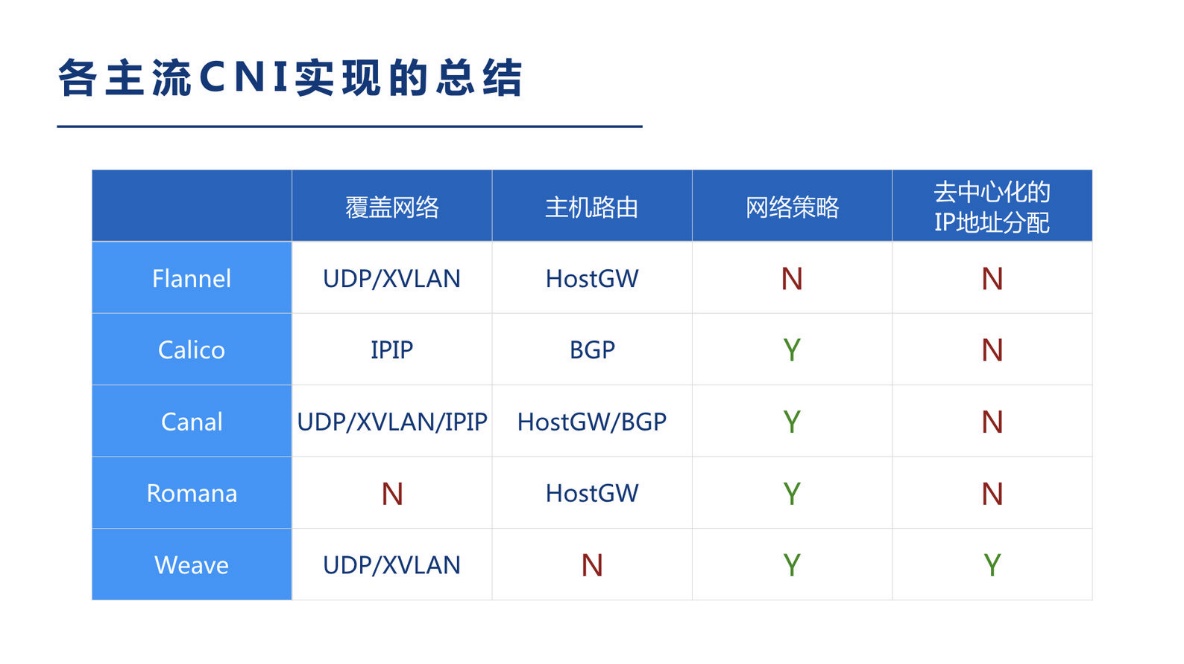 各主流CNI实现的总结
覆盖网络 主机路由 网络策略 去中心化的
IP地址分配
Flannel UDP/XVLAN HostGW N N
Calico IPIP BGP Y N
Canal UDP/XVLAN/IPIP HostGW/BGP Y N
Romana N HostGW Y N
Weave UDP/XVLAN N Y Y